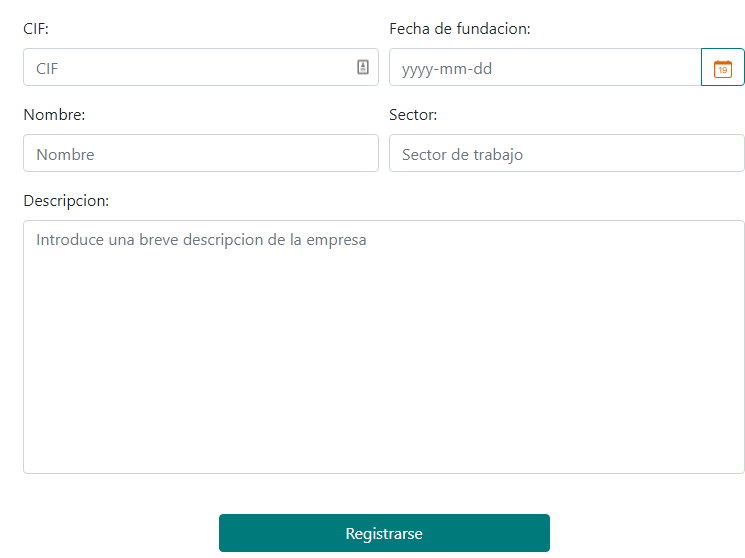 CIF:
Fecha de fundacion:
CIF
yyyy-mm-dd
19
Nombre:
Sector:
Nombre
Sector de trabajo
Descripcion:
Introduce una breve descripcion de la empresa
Registrarse